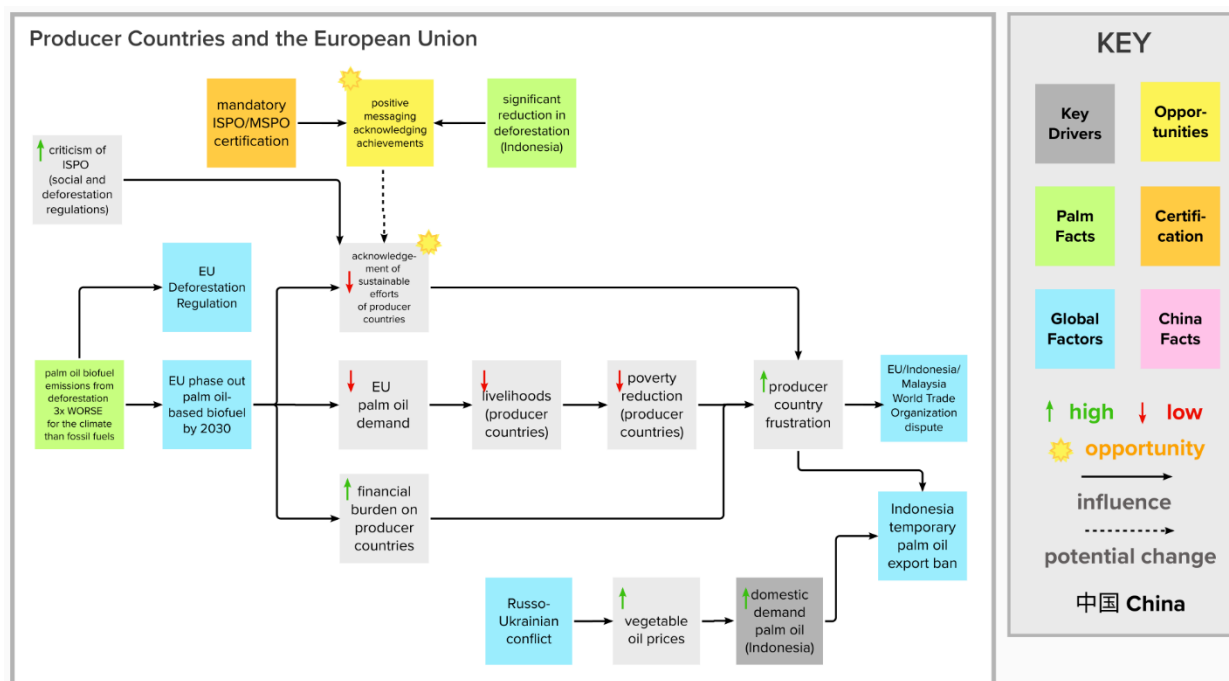 Producer Countries and the European Union
mandatory
ISPO/MSPO
certification
positive
messaging
acknowledging
achievements
significant
reduction in
deforestation
(Indonesia)
criticism of
ISPO
(social and
deforestation
regulations)
EU
Deforestation
Regulation
acknowledge-
ment of
sustainable
efforts
of producer
countries
palm oil biofuel
emissions from
deforestation
3x WORSE
for the climate
than fossil fuels
EU phase out
palm oil-
based biofuel
by 2030
EU
palm oil
demand
livelihoods
(producer
countries)
poverty
reduction
(producer
countries)
producer
country
frustration
EU/Indonesia/
Malaysia
World Trade
Organization
dispute
financial
burden on
producer
countries
Indonesia
temporary
palm oil
export ban
Russo-
Ukrainian
conflict
vegetable
oil prices
domestic
demand
palm oil
(Indonesia)
KEY
Key
Drivers
Oppor-
tunities
Palm
Facts
Certifi-
cation
Global
Factors
China
Facts
high
low
opportunity
influence
potential change
中国 China